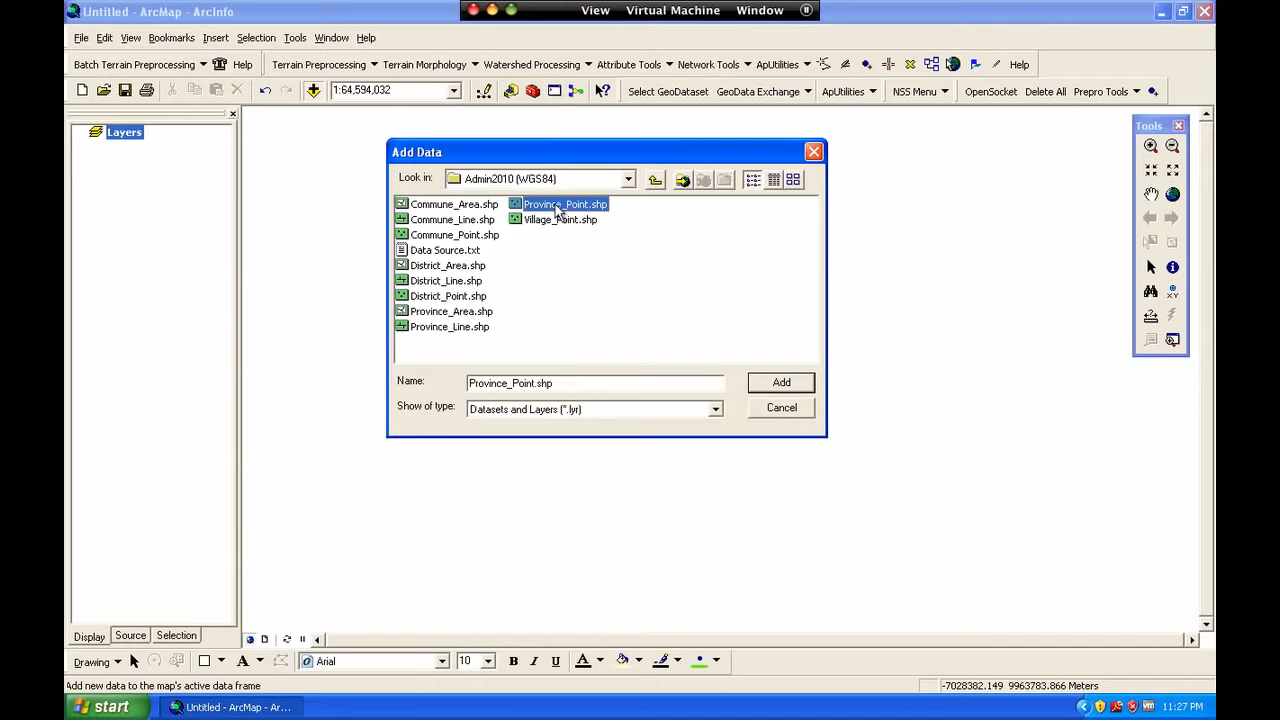 Untitled - ArcMap - ArcInfo
View Virtual Machine Window
File Edit View Bookmarks Insert Selection Tools Window Help
Batch Terrain Preprocessing Help Terrain Preprocessing Terrain Morphology Watershed Processing Attribute Tools Network Tools ApUtilities Help
1:64,594,032 Select GeoDataset GeoData Exchange ApUtilities NSS Menu OpenSocket Delete All Prepro Tools
Layers
Tools
Add Data
Look in: Admin2010 (WGS84)
Commune_Area.shp Province_Point.shp
Commune_Line.shp Village_Point.shp
Commune_Point.shp
Data Source.txt
District_Area.shp
District_Line.shp
District_Point.shp
Province_Area.shp
Province_Line.shp
Name: Province_Point.shp Add
Show of type: Datasets and Layers (*.lyr) Cancel
XY
Display Source Selection
Drawing A Arial 10 B I U A
Add new data to the map's active data frame -7028382.149 9963783.866 Meters
start Untitled - ArcMap - Ar... 11:27 PM